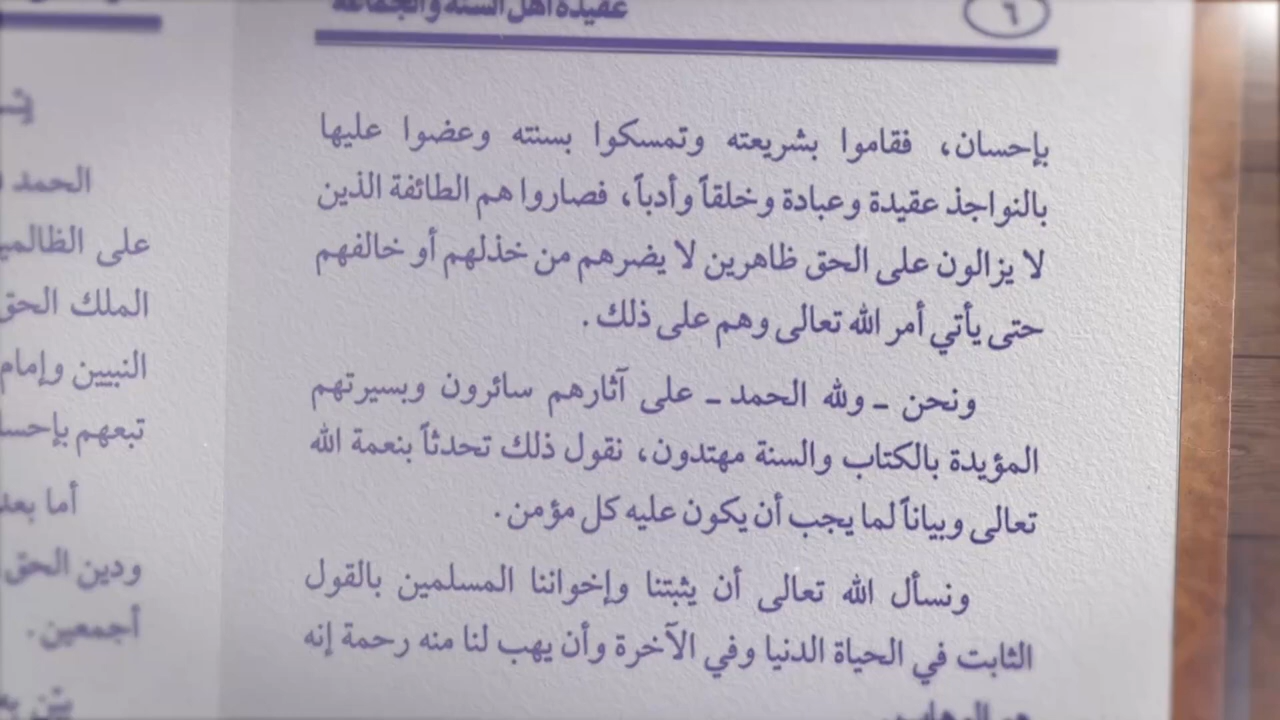 ٦
عقيدة أهل السنة والجماعة
بإحسان، فقاموا بشريعته وتمسكوا بسنته وعضوا عليها
بالنواجذ عقيدة وعبادة وخلقاً وأدباً، فصاروا هم الطائفة الذين
لا يزالون على الحق ظاهرين لا يضرهم من خذلهم أو خالفهم
حتى يأتي أمر الله تعالى وهم على ذلك.
ونحن ـ ولله الحمد ـ على آثارهم سائرون وبسيرتهم
المؤيدة بالكتاب والسنة مهتدون، نقول ذلك تحدثاً بنعمة الله
تعالى وبياناً لما يجب أن يكون عليه كل مؤمن.
ونسأل الله تعالى أن يثبتنا وإخواننا المسلمين بالقول
الثابت في الحياة الدنيا وفي الآخرة وأن يهب لنا منه رحمة إنه
الحمد
على
الملك الحق
النبيين وإمام
تبعهم
أما بعد
ودين الحق
أجمعين.